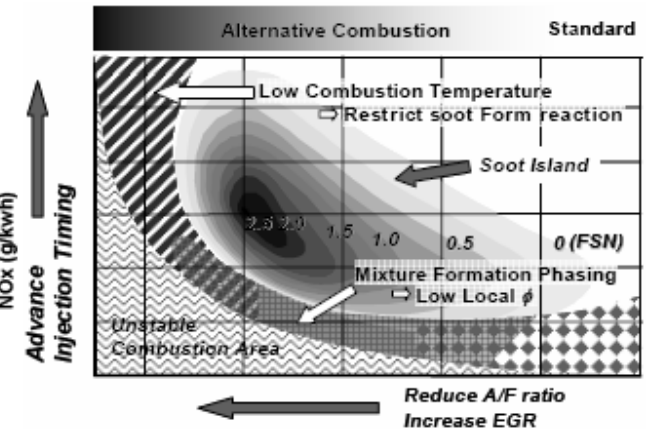 Alternative Combustion Standard
Low Combustion Temperature
⇨ Restrict soot Form reaction
Soot Island
2.5 2.0 1.5 1.0 0.5 0 (FSN)
Mixture Formation Phasing
⇨ Low Local ϕ
Unstable
Combustion Area
NOx (g/kwh)
Advance
Injection Timing
Reduce A/F ratio
Increase EGR